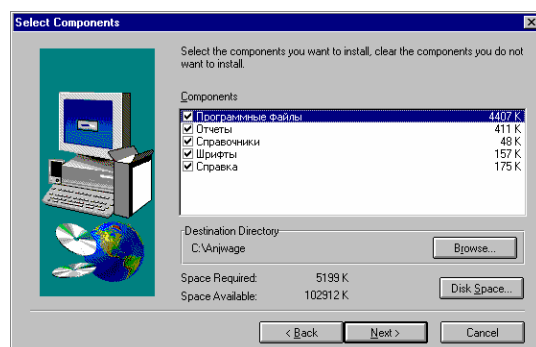 Select Components
Select the components you want to install, clear the components you do not
want to install.
Components
Программные файлы 4407 K
Отчеты 411 K
Справочники 48 K
Шрифты 157 K
Справка 175 K
Destination Directory
C:\Anjwage
Browse...
Space Required: 5199 K
Space Available: 102912 K
Disk Space...
< Back Next > Cancel